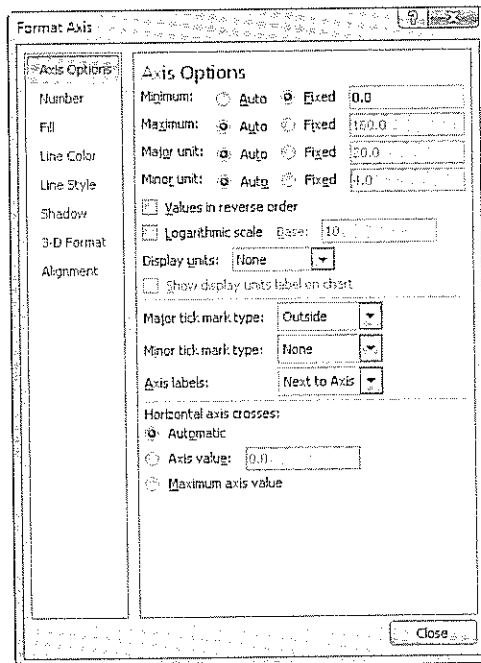 Format Axis
Axis Options
Number
Fill
Line Color
Line Style
Shadow
3-D Format
Alignment
Axis Options
Minimum: Auto Fixed 0.0
Maximum: Auto Fixed 160.0
Major unit: Auto Fixed 20.0
Minor unit: Auto Fixed 4.0
Values in reverse order
Logarithmic scale Base: 10
Display units: None
Show display units label on chart
Major tick mark type: Outside
Minor tick mark type: None
Axis labels: Next to Axis
Horizontal axis crosses:
Automatic
Axis value: 0.0
Maximum axis value
Close